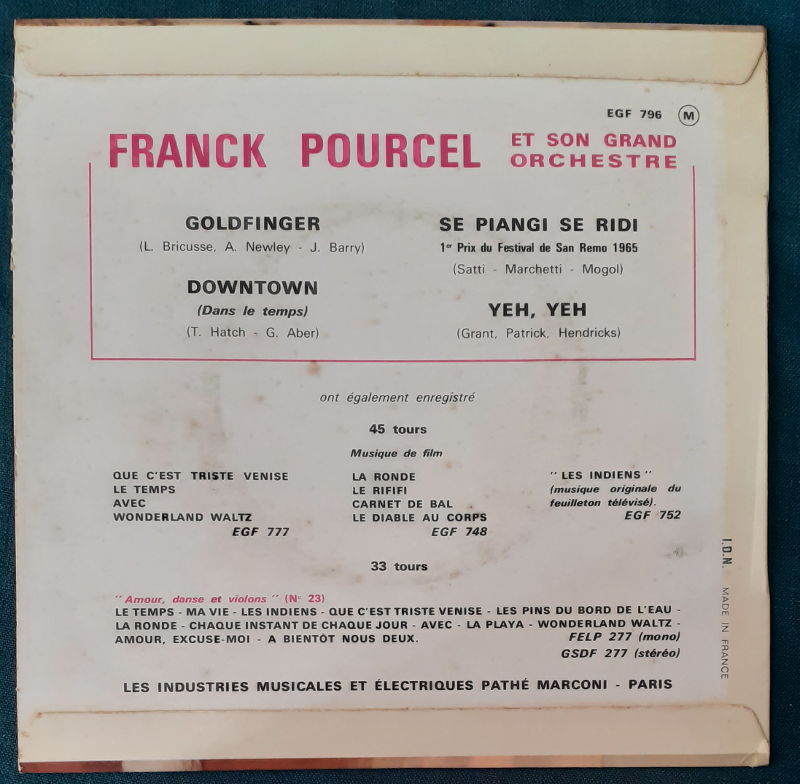 EGF 796 M
FRANCK POURCEL ET SON GRAND ORCHESTRE
GOLDFINGER
(L. Bricusse, A. Newley - J. Barry)
DOWNTOWN
(Dans le temps)
(T. Hatch - G. Aber)
SE PIANGI SE RIDI
1er Prix du Festival de San Remo 1965
(Satti - Marchetti - Mogol)
YEH, YEH
(Grant, Patrick, Hendricks)
ont également enregistré
45 tours
Musique de film
QUE C'EST TRISTE VENISE
LE TEMPS
AVEC
WONDERLAND WALTZ
EGF 777
LA RONDE
LE RIFIFI
CARNET DE BAL
LE DIABLE AU CORPS
EGF 748
" LES INDIENS "
(musique originale du
feuilleton télévisé).
EGF 752
33 tours
" Amour, danse et violons " (N° 23)
LE TEMPS - MA VIE - LES INDIENS - QUE C'EST TRISTE VENISE - LES PINS DU BORD DE L'EAU -
LA RONDE - CHAQUE INSTANT DE CHAQUE JOUR - AVEC - LA PLAYA - WONDERLAND WALTZ -
AMOUR, EXCUSE-MOI - A BIENTÔT NOUS DEUX. FELP 277 (mono)
GSDF 277 (stéréo)
LES INDUSTRIES MUSICALES ET ÉLECTRIQUES PATHÉ MARCONI - PARIS
I.D.N. MADE IN FRANCE